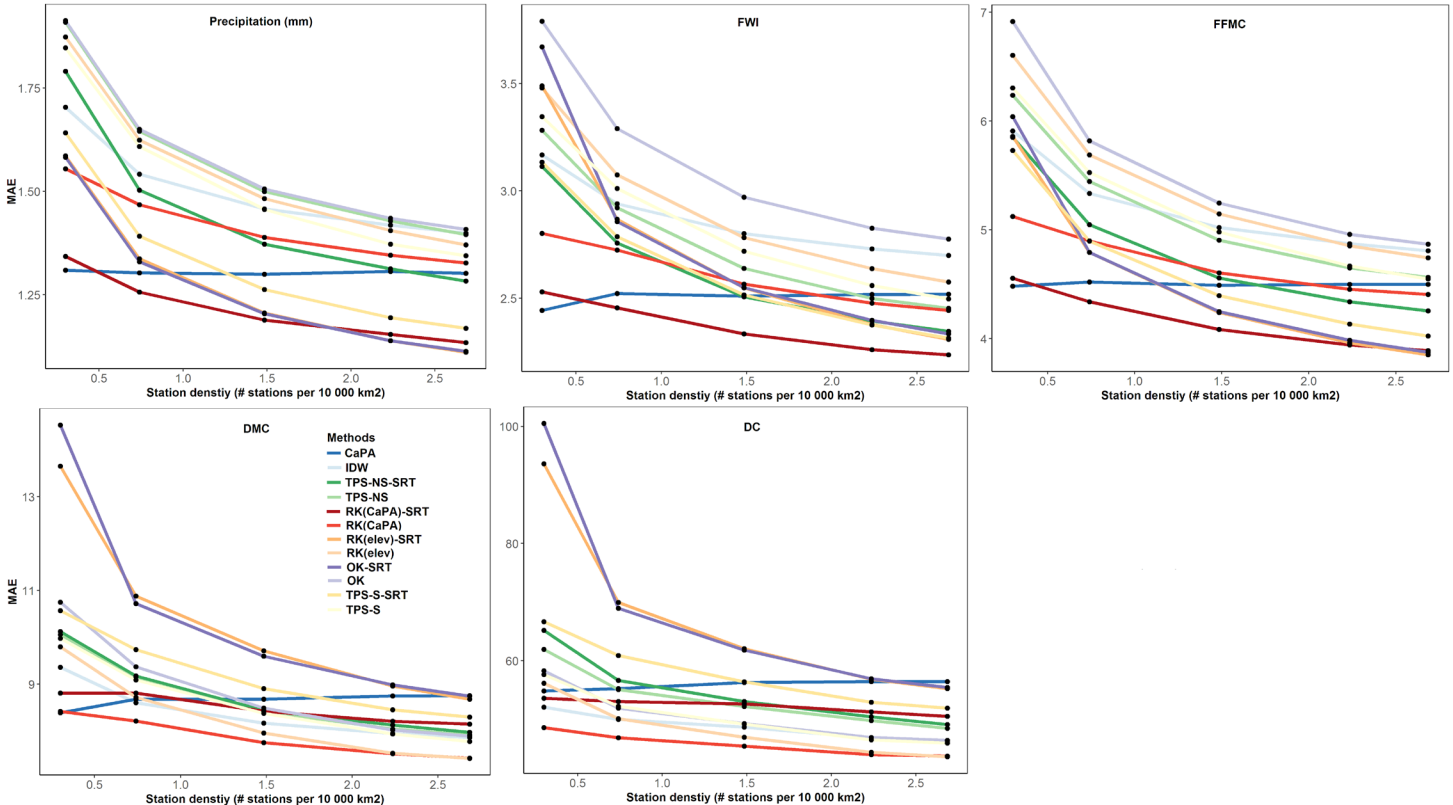 Precipitation (mm)
MAE
1.75
1.50
1.25
0.5
1.0
1.5
2.0
2.5
Station denstiy (# stations per 10 000 km2)
FWI
3.5
3.0
2.5
0.5
1.0
1.5
2.0
2.5
Station denstiy (# stations per 10 000 km2)
FFMC
7
6
5
4
0.5
1.0
1.5
2.0
2.5
Station denstiy (# stations per 10 000 km2)
DMC
MAE
13
11
9
Methods
CaPA
IDW
TPS-NS-SRT
TPS-NS
RK(CaPA)-SRT
RK(CaPA)
RK(elev)-SRT
RK(elev)
OK-SRT
OK
TPS-S-SRT
TPS-S
0.5
1.0
1.5
2.0
2.5
Station denstiy (# stations per 10 000 km2)
DC
100
80
60
0.5
1.0
1.5
2.0
2.5
Station denstiy (# stations per 10 000 km2)